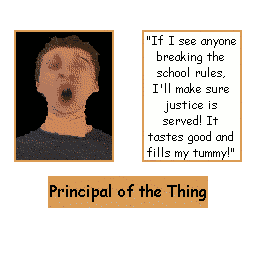 "If I see anyone
breaking the
school rules,
I'll make sure
justice is
served! It
tastes good and
fills my tummy!"
Principal of the Thing